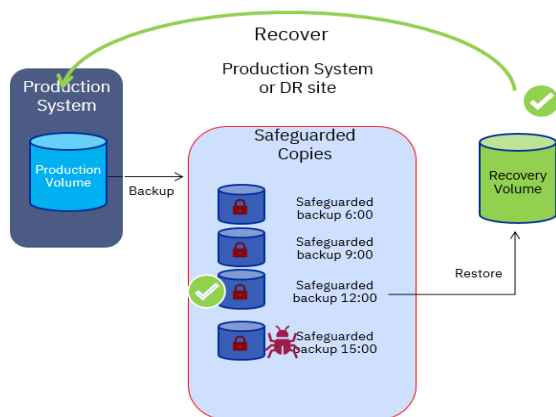 Recover
Production System
or DR site
Production
System
Production
Volume
Backup
Safeguarded
Copies
Safeguarded
backup 6:00
Safeguarded
backup 9:00
Safeguarded
backup 12:00
Safeguarded
backup 15:00
Recovery
Volume
Restore